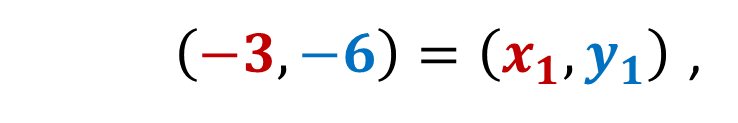 (−3, −6) = (x₁, y₁) ,